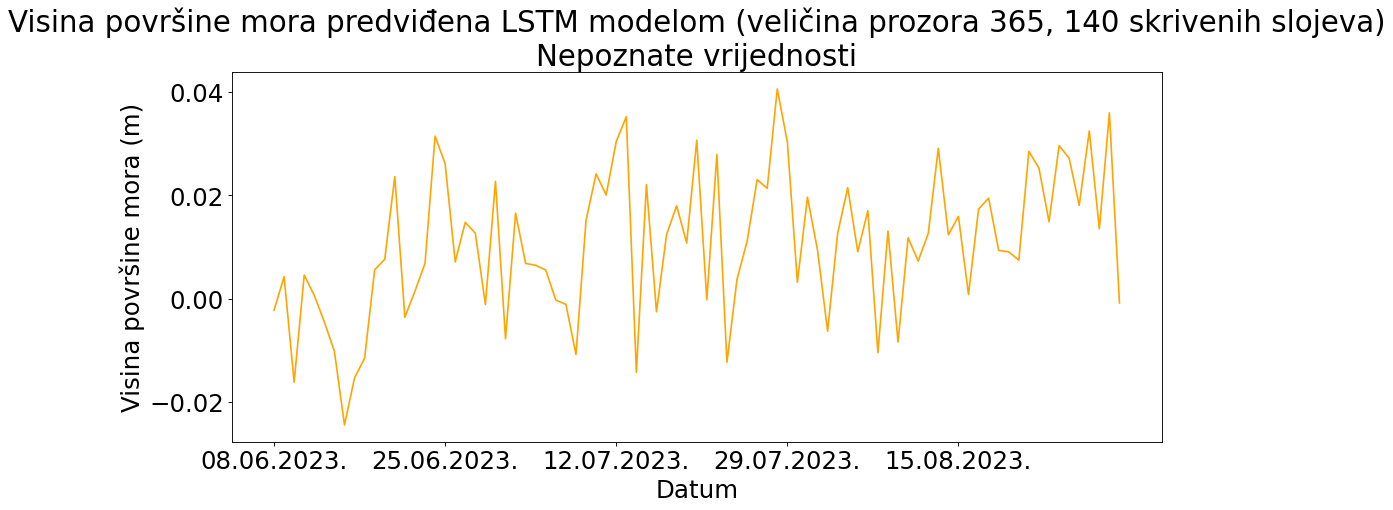 Visina površine mora predviđena LSTM modelom (veličina prozora 365, 140 skrivenih slojeva)
Nepoznate vrijednosti
Visina površine mora (m)
0.04
0.02
0.00
−0.02
08.06.2023. 25.06.2023. 12.07.2023. 29.07.2023. 15.08.2023.
Datum